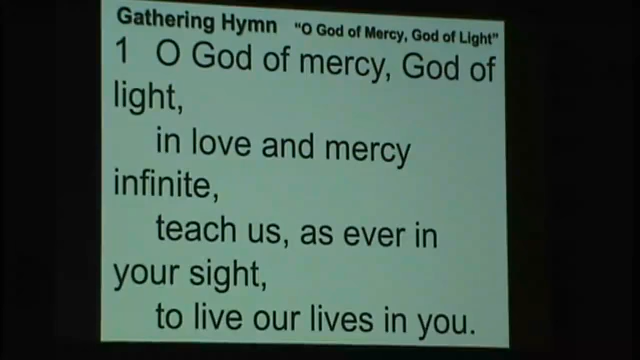 Gathering Hymn "O God of Mercy, God of Light"
1 O God of mercy, God of
light,
in love and mercy
infinite,
teach us, as ever in
your sight,
to live our lives in you.